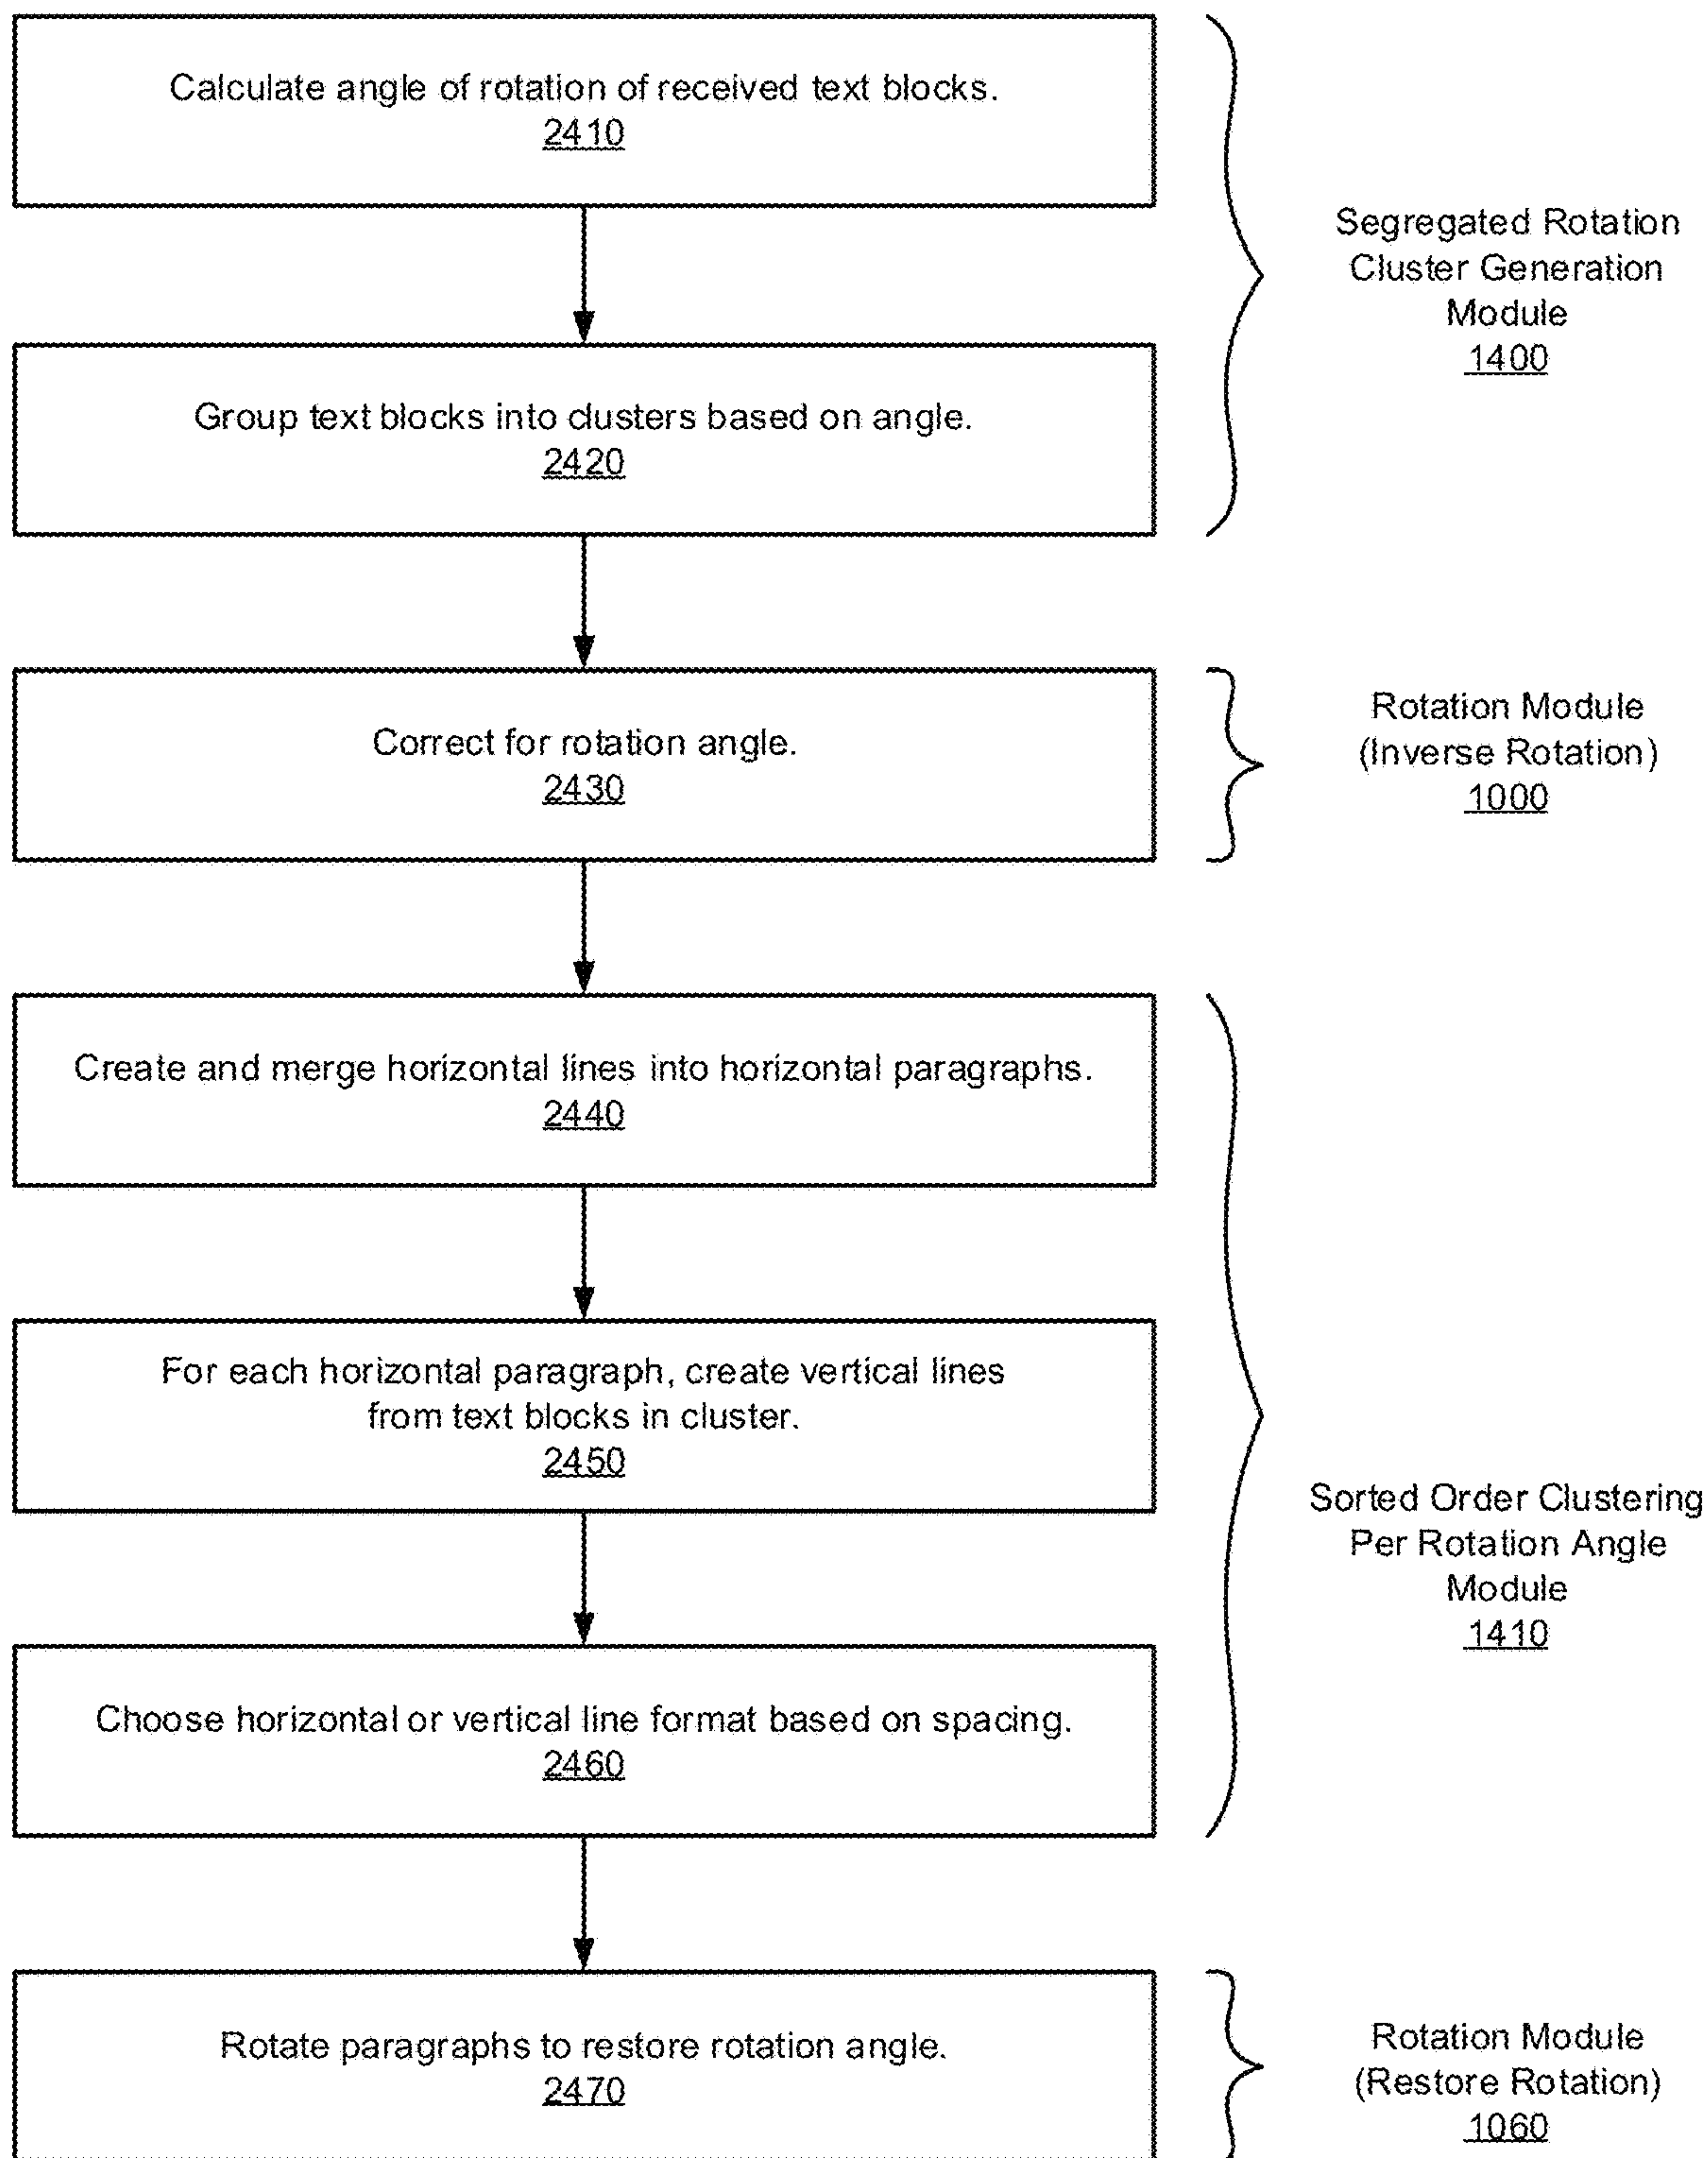 Calculate angle of rotation of received text blocks.
2410
Group text blocks into clusters based on angle.
2420
Segregated Rotation
Cluster Generation
Module
1400
Correct for rotation angle.
2430
Rotation Module
(Inverse Rotation)
1000
Create and merge horizontal lines into horizontal paragraphs.
2440
For each horizontal paragraph, create vertical lines
from text blocks in cluster.
2450
Choose horizontal or vertical line format based on spacing.
2460
Sorted Order Clustering
Per Rotation Angle
Module
1410
Rotate paragraphs to restore rotation angle.
2470
Rotation Module
(Restore Rotation)
1060